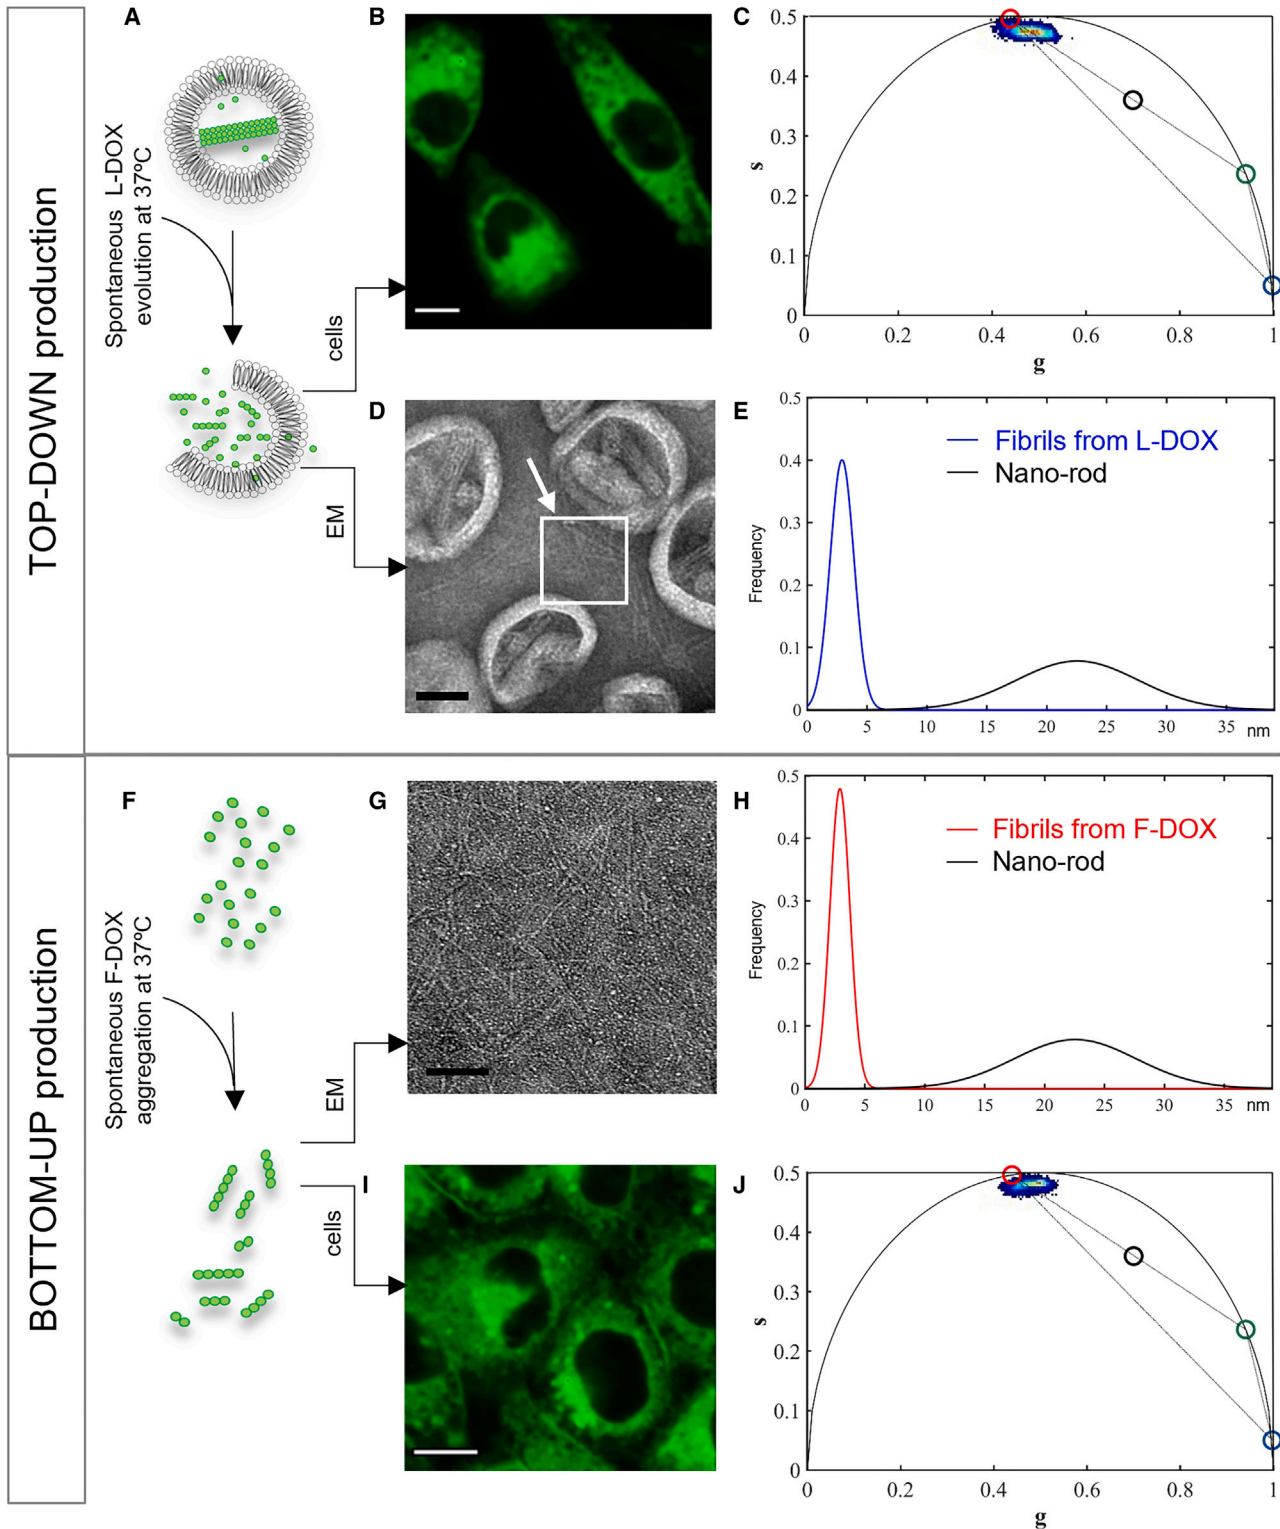 TOP-DOWN production
A
Spontaneous L-DOX
evolution at 37ºC
cells
EM
B
C
0.5
0.4
0.3
0.2
0.1
0
s
0
0.2
0.4
0.6
0.8
1
g
D
E
0.5
0.4
0.3
0.2
0.1
0
Frequency
Fibrils from L-DOX
Nano-rod
0
5
10
15
20
25
30
35
nm
BOTTOM-UP production
F
Spontaneous F-DOX
aggregation at 37ºC
EM
cells
G
H
0.5
0.4
0.3
0.2
0.1
0
Frequency
Fibrils from F-DOX
Nano-rod
0
5
10
15
20
25
30
35
nm
I
J
0.5
0.4
0.3
0.2
0.1
0
s
0
0.2
0.4
0.6
0.8
1
g